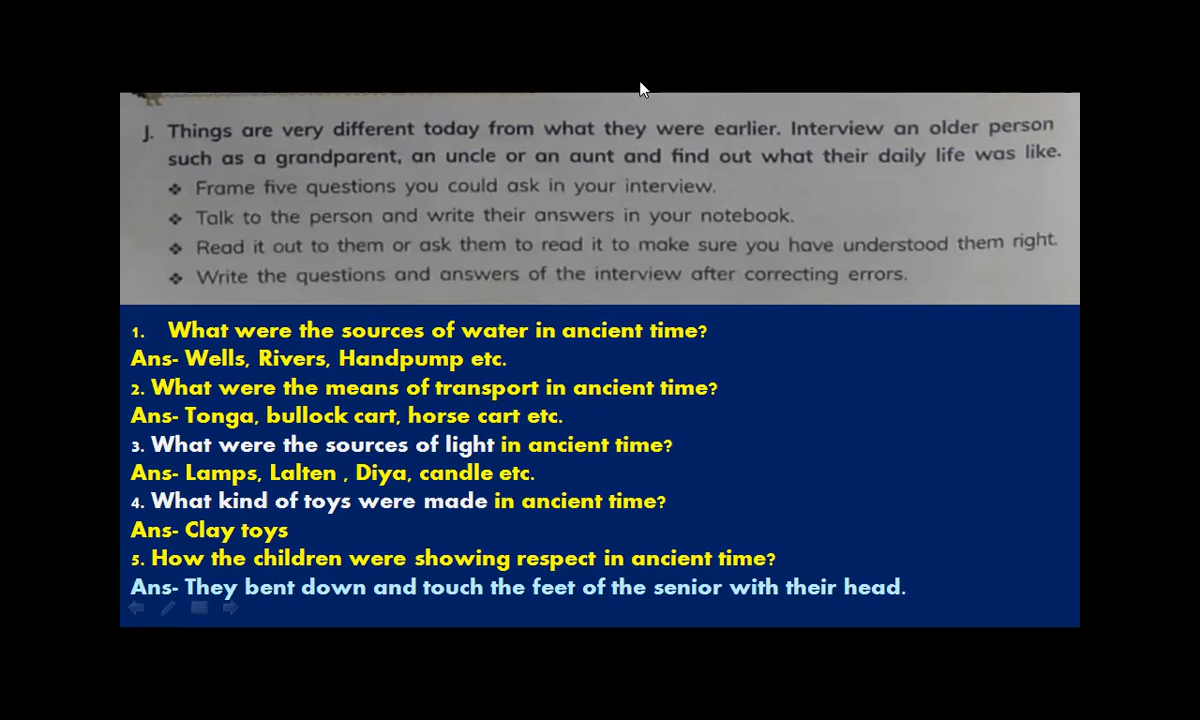 J. Things are very different today from what they were earlier. Interview an older person
such as a grandparent, an uncle or an aunt and find out what their daily life was like.
❖ Frame five questions you could ask in your interview.
❖ Talk to the person and write their answers in your notebook.
❖ Read it out to them or ask them to read it to make sure you have understood them right.
❖ Write the questions and answers of the interview after correcting errors.
1. What were the sources of water in ancient time?
Ans- Wells, Rivers, Handpump etc.
2. What were the means of transport in ancient time?
Ans- Tonga, bullock cart, horse cart etc.
3. What were the sources of light in ancient time?
Ans- Lamps, Lalten , Diya, candle etc.
4. What kind of toys were made in ancient time?
Ans- Clay toys
5. How the children were showing respect in ancient time?
Ans- They bent down and touch the feet of the senior with their head.